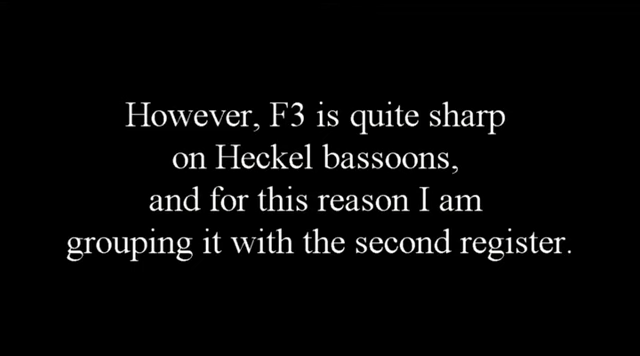 However, F3 is quite sharp
on Heckel bassoons,
and for this reason I am
grouping it with the second register.